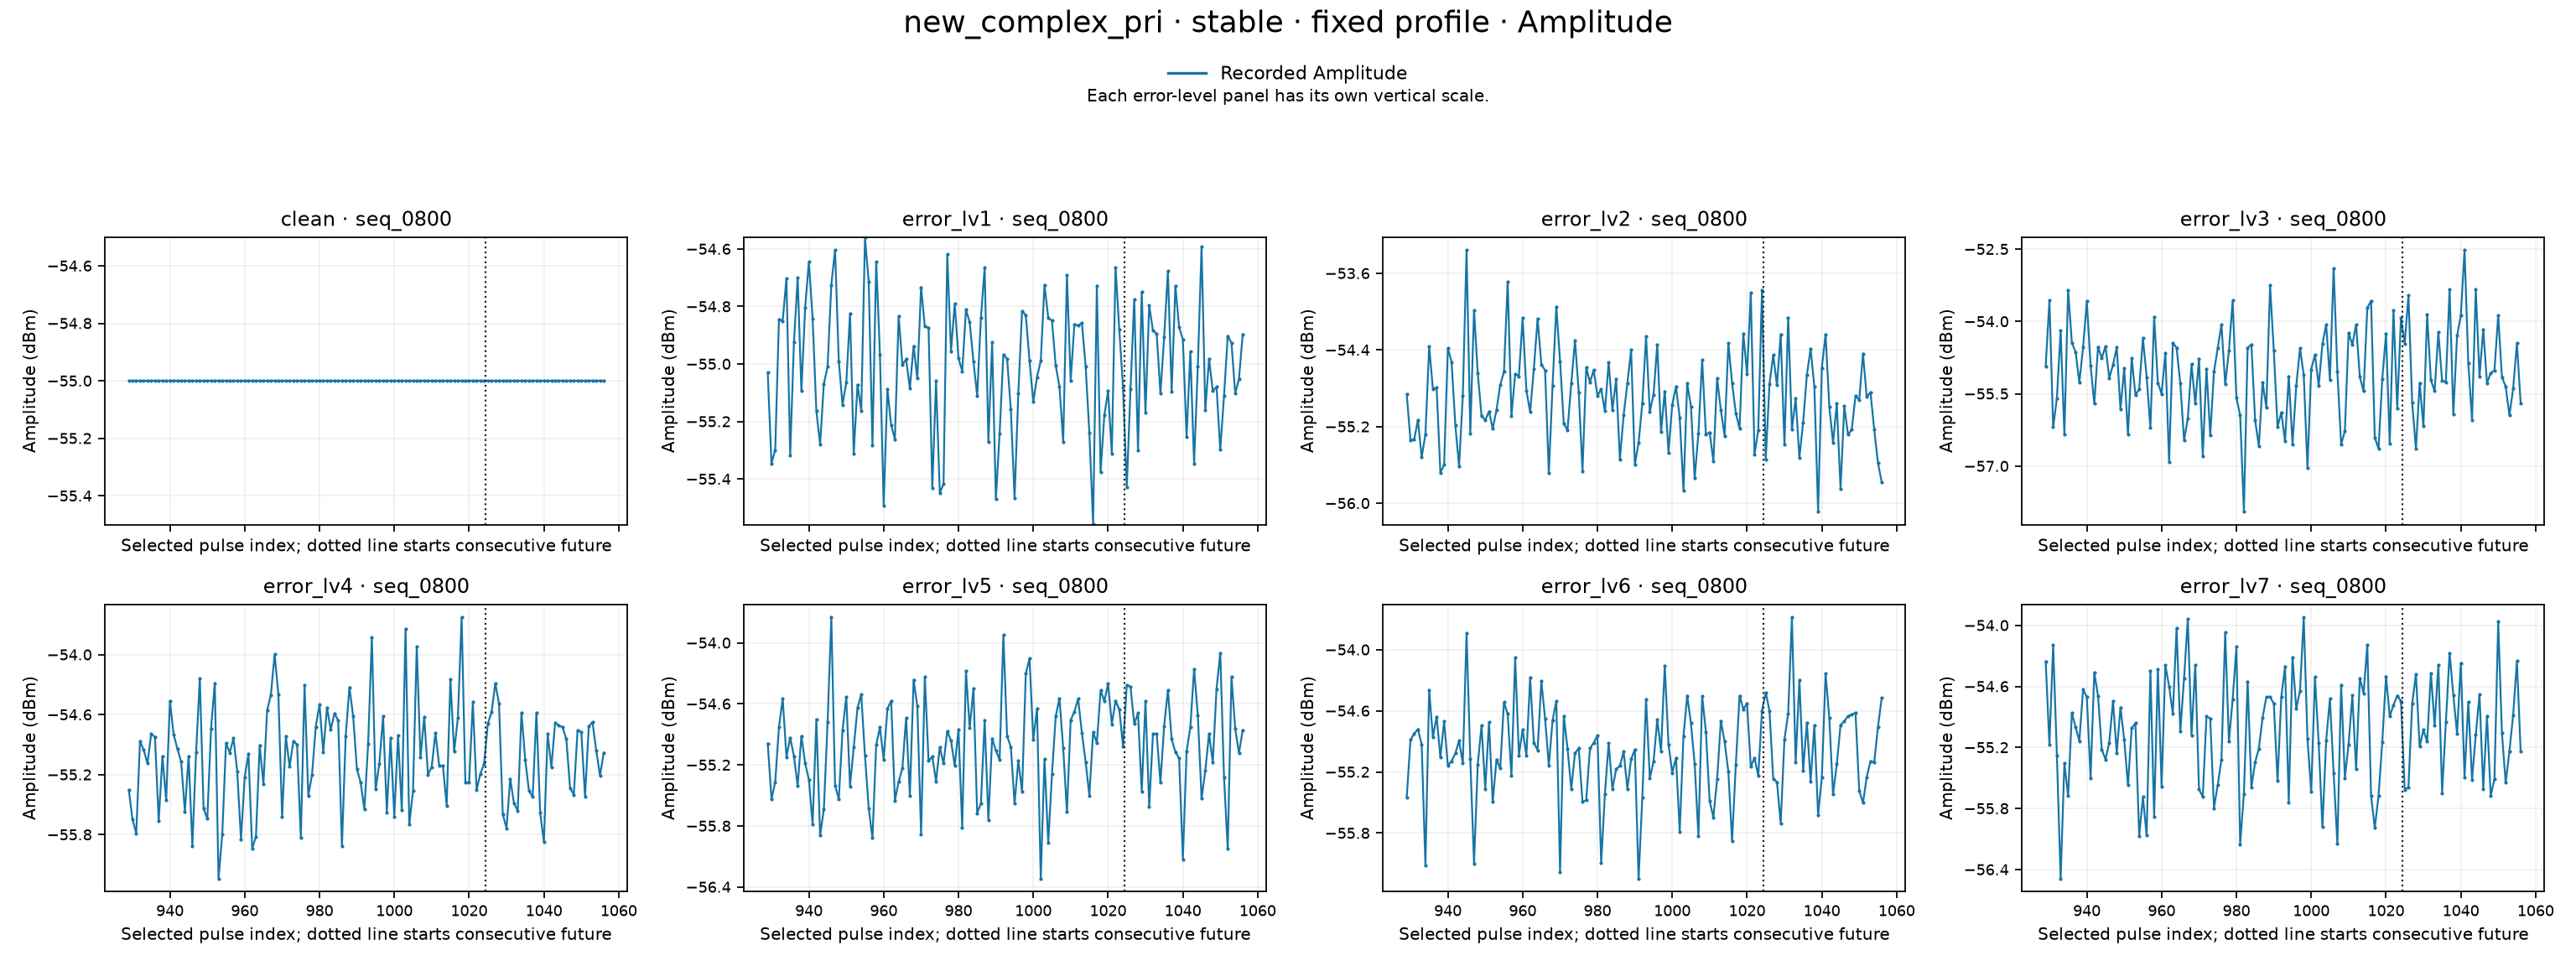 new_complex_pri · stable · fixed profile · Amplitude
Recorded Amplitude
Each error-level panel has its own vertical scale.
clean · seq_0800
Amplitude (dBm)
−54.6
−54.8
−55.0
−55.2
−55.4
Selected pulse index; dotted line starts consecutive future
error_lv1 · seq_0800
Amplitude (dBm)
−54.6
−54.8
−55.0
−55.2
−55.4
Selected pulse index; dotted line starts consecutive future
error_lv2 · seq_0800
Amplitude (dBm)
−53.6
−54.4
−55.2
−56.0
Selected pulse index; dotted line starts consecutive future
error_lv3 · seq_0800
Amplitude (dBm)
−52.5
−54.0
−55.5
−57.0
Selected pulse index; dotted line starts consecutive future
error_lv4 · seq_0800
Amplitude (dBm)
−54.0
−54.6
−55.2
−55.8
940 960 980 1000 1020 1040 1060
Selected pulse index; dotted line starts consecutive future
error_lv5 · seq_0800
Amplitude (dBm)
−54.0
−54.6
−55.2
−55.8
−56.4
940 960 980 1000 1020 1040 1060
Selected pulse index; dotted line starts consecutive future
error_lv6 · seq_0800
Amplitude (dBm)
−54.0
−54.6
−55.2
−55.8
940 960 980 1000 1020 1040 1060
Selected pulse index; dotted line starts consecutive future
error_lv7 · seq_0800
Amplitude (dBm)
−54.0
−54.6
−55.2
−55.8
−56.4
940 960 980 1000 1020 1040 1060
Selected pulse index; dotted line starts consecutive future